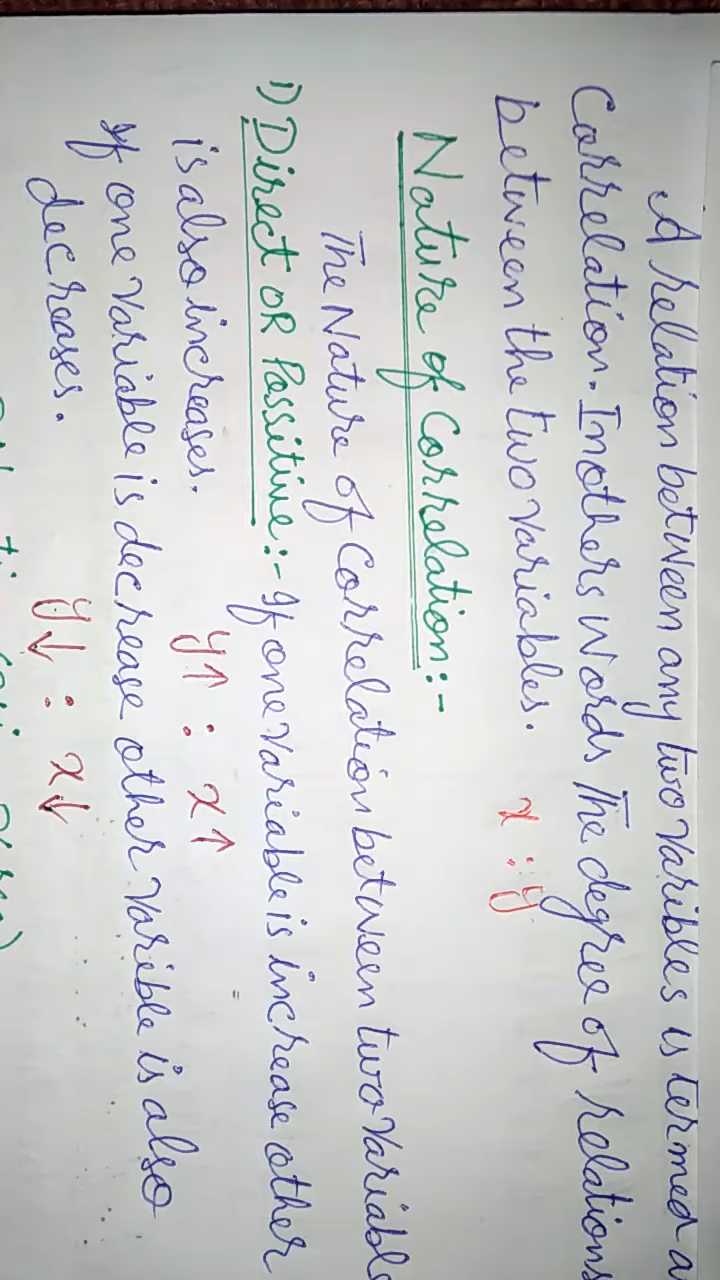 A relation between any two Varibles is termed a
Correlation. In others words The degree of relations
between the two variables. x : y
Nature of Correlation:-
The Nature of Correlation between two variabl
1) Direct OR Possitive:- If one variable is increase other
is also increases. y↑ : x↑
If one variable is decrease other Varible is also
decreases. y↓ : x↓